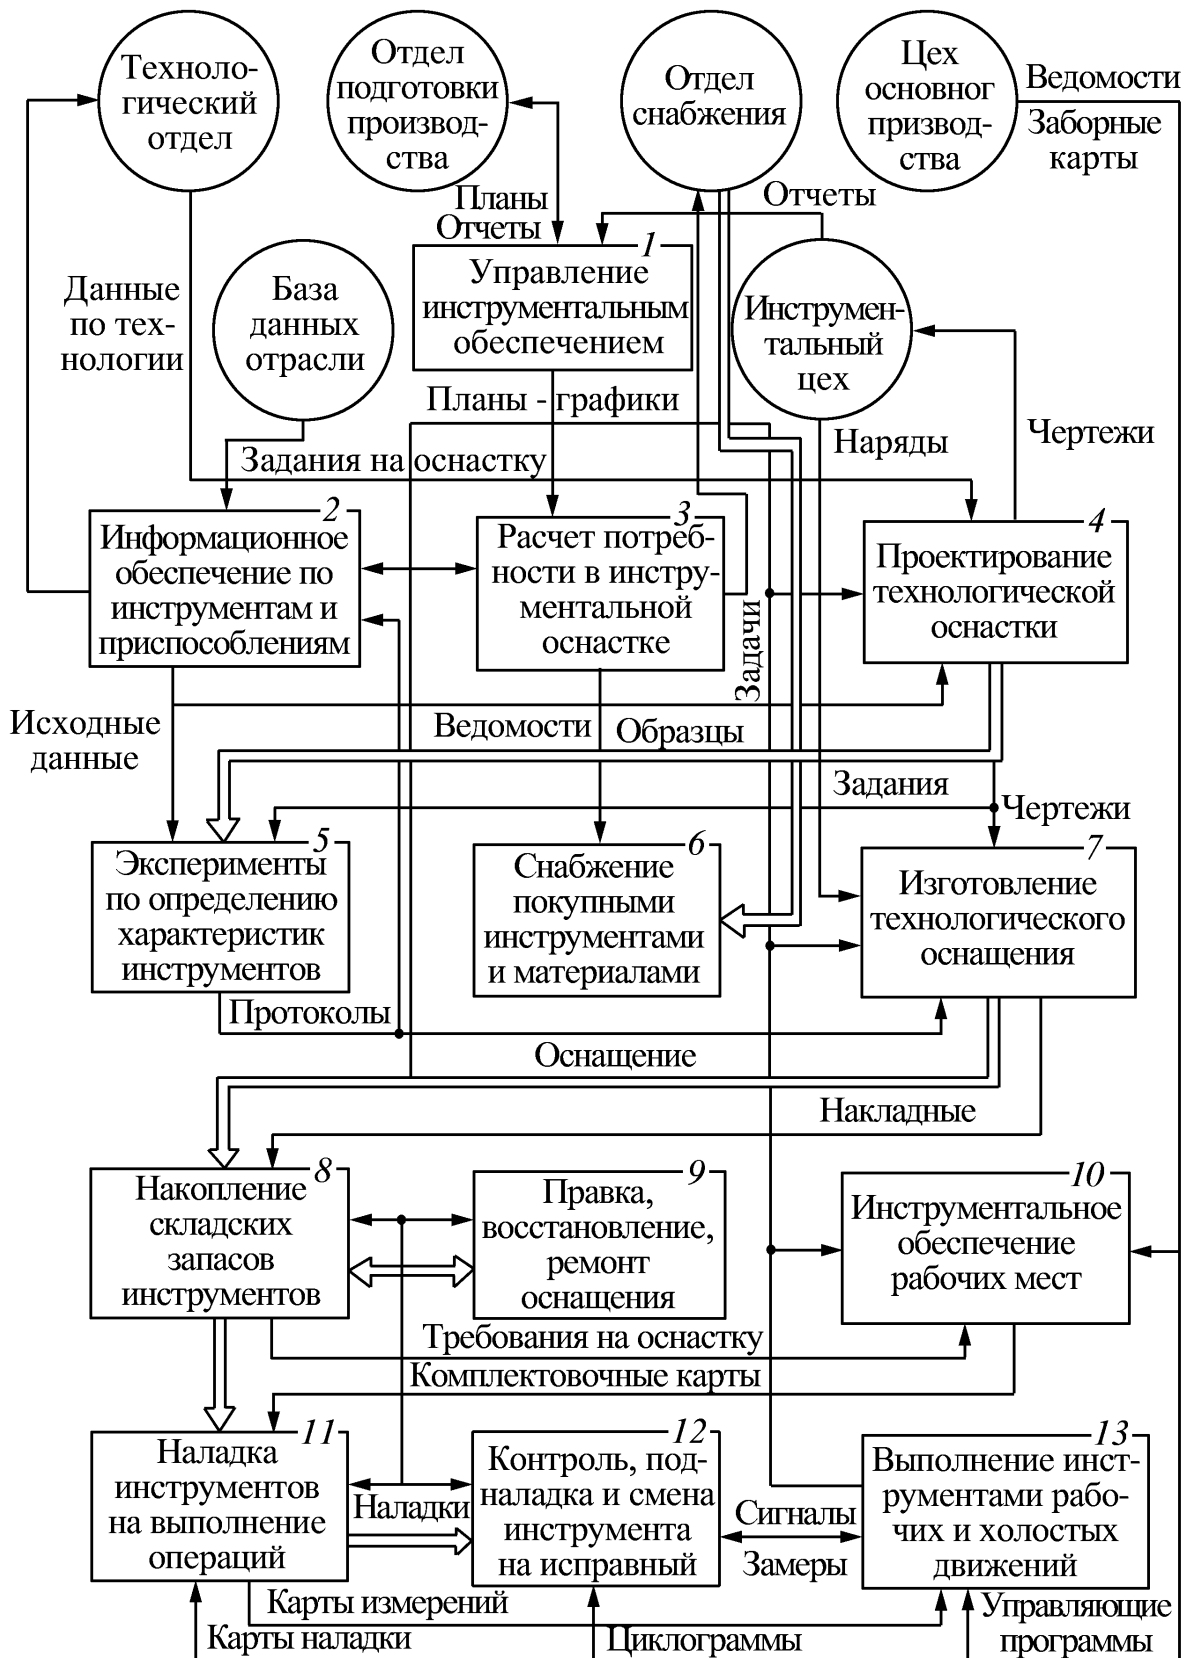 Техноло-
гический
отдел
Отдел
подготовки
производ-
ства
Отдел
снабжения
Цех
основног
призвод-
ства
Ведомости
Заборные
карты
Планы
Отчеты
Отчеты
Данные
по тех-
нологии
База
данных
отрасли
1
Управление
инструментальным
обеспечением
Инструмен-
тальный
цех
Планы - графики
Наряды
Чертежи
Задания на оснастку
2
Информационное
обеспечение по
инструментам и
приспособлениям
3
Расчет потреб-
ности в инстру-
ментальной
оснастке
Задачи
4
Проектирование
технологической
оснастки
Исходные
данные
Ведомости
Образцы
Задания
Чертежи
5
Эксперименты
по определению
характеристик
инструментов
6
Снабжение
покупными
инструментами
и материалами
7
Изготовление
технологического
оснащения
Протоколы
Оснащение
Накладные
8
Накопление
складских
запасов
инструментов
9
Правка,
восстановление,
ремонт
оснащения
10
Инструментальное
обеспечение
рабочих мест
Требования на оснастку
Комплектовочные карты
11
Наладка
инструментов
на выполнение
операций
Наладки
12
Контроль, под-
наладка и смена
инструмента
на исправный
Сигналы
Замеры
13
Выполнение инст-
рументами рабо-
чих и холостых
движений
Карты измерений
Карты наладки
Циклограммы
Управляющие
программы